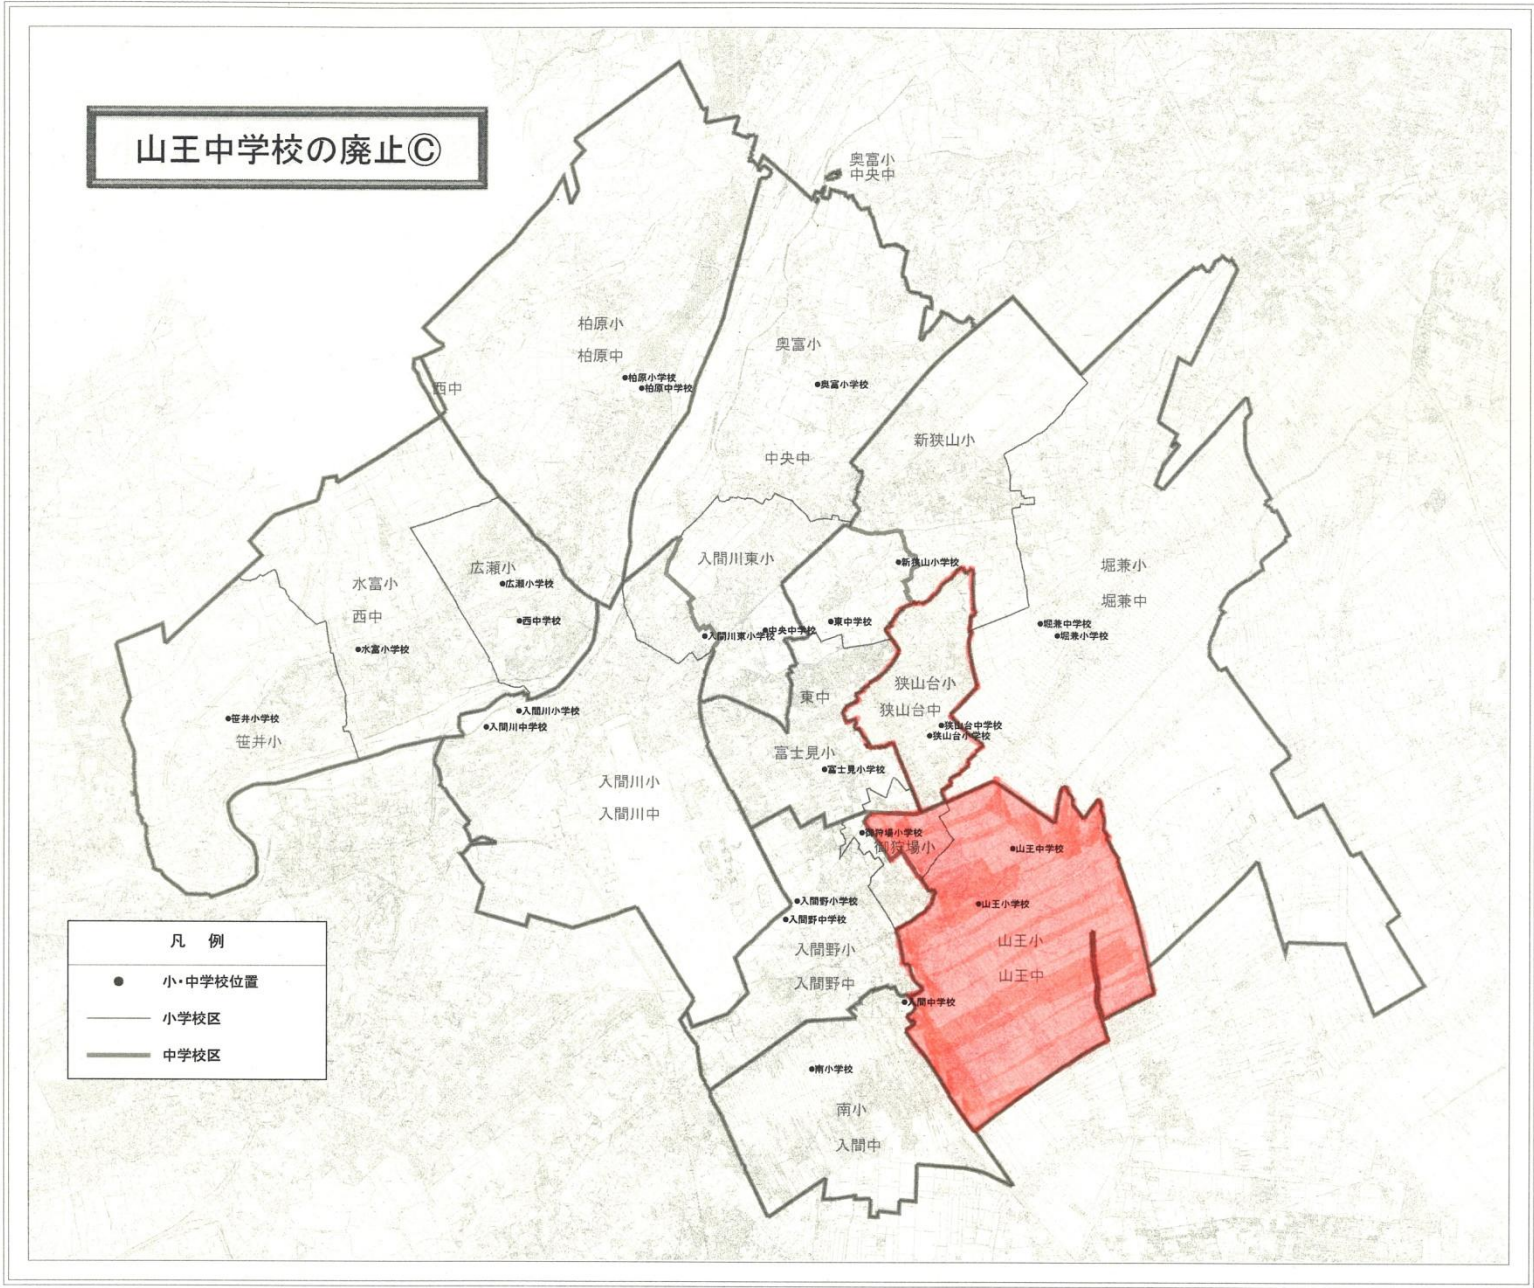 山王中学校の廃止Ⓒ
奥富小
中央中
柏原小
柏原中
●柏原小学校
●柏原中学校
西中
奥富小
●奥富小学校
中央中
新狭山小
入間川東小
●新狭山小学校
堀兼小
堀兼中
●堀兼中学校
●堀兼小学校
水富小
西中
●水富小学校
広瀬小
●広瀬小学校
●西中学校
●入間川東小学校
●中央中学校
●東中学校
東中
狭山台小
狭山台中
●狭山台中学校
●狭山台小学校
●笹井小学校
笹井小
●入間川小学校
●入間川中学校
富士見小
●富士見小学校
入間川小
入間川中
●御狩場小学校
御狩場小
●山王中学校
●山王小学校
山王小
山王中
●入間野小学校
●入間野中学校
入間野小
入間野中
●入間中学校
●南小学校
南小
入間中
凡 例
● 小・中学校位置
小学校区
中学校区